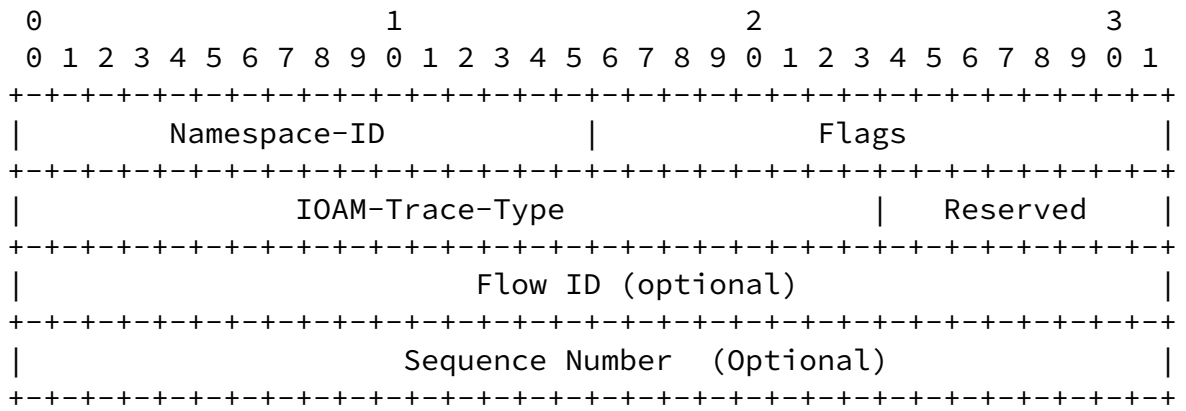 0                   1                   2                   3
 0 1 2 3 4 5 6 7 8 9 0 1 2 3 4 5 6 7 8 9 0 1 2 3 4 5 6 7 8 9 0 1
+-+-+-+-+-+-+-+-+-+-+-+-+-+-+-+-+-+-+-+-+-+-+-+-+-+-+-+-+-+-+-+-+
|        Namespace-ID           |            Flags              |
+-+-+-+-+-+-+-+-+-+-+-+-+-+-+-+-+-+-+-+-+-+-+-+-+-+-+-+-+-+-+-+-+
|               IOAM-Trace-Type                 |   Reserved    |
+-+-+-+-+-+-+-+-+-+-+-+-+-+-+-+-+-+-+-+-+-+-+-+-+-+-+-+-+-+-+-+-+
|                         Flow ID (optional)                    |
+-+-+-+-+-+-+-+-+-+-+-+-+-+-+-+-+-+-+-+-+-+-+-+-+-+-+-+-+-+-+-+-+
|                     Sequence Number  (Optional)               |
+-+-+-+-+-+-+-+-+-+-+-+-+-+-+-+-+-+-+-+-+-+-+-+-+-+-+-+-+-+-+-+-+